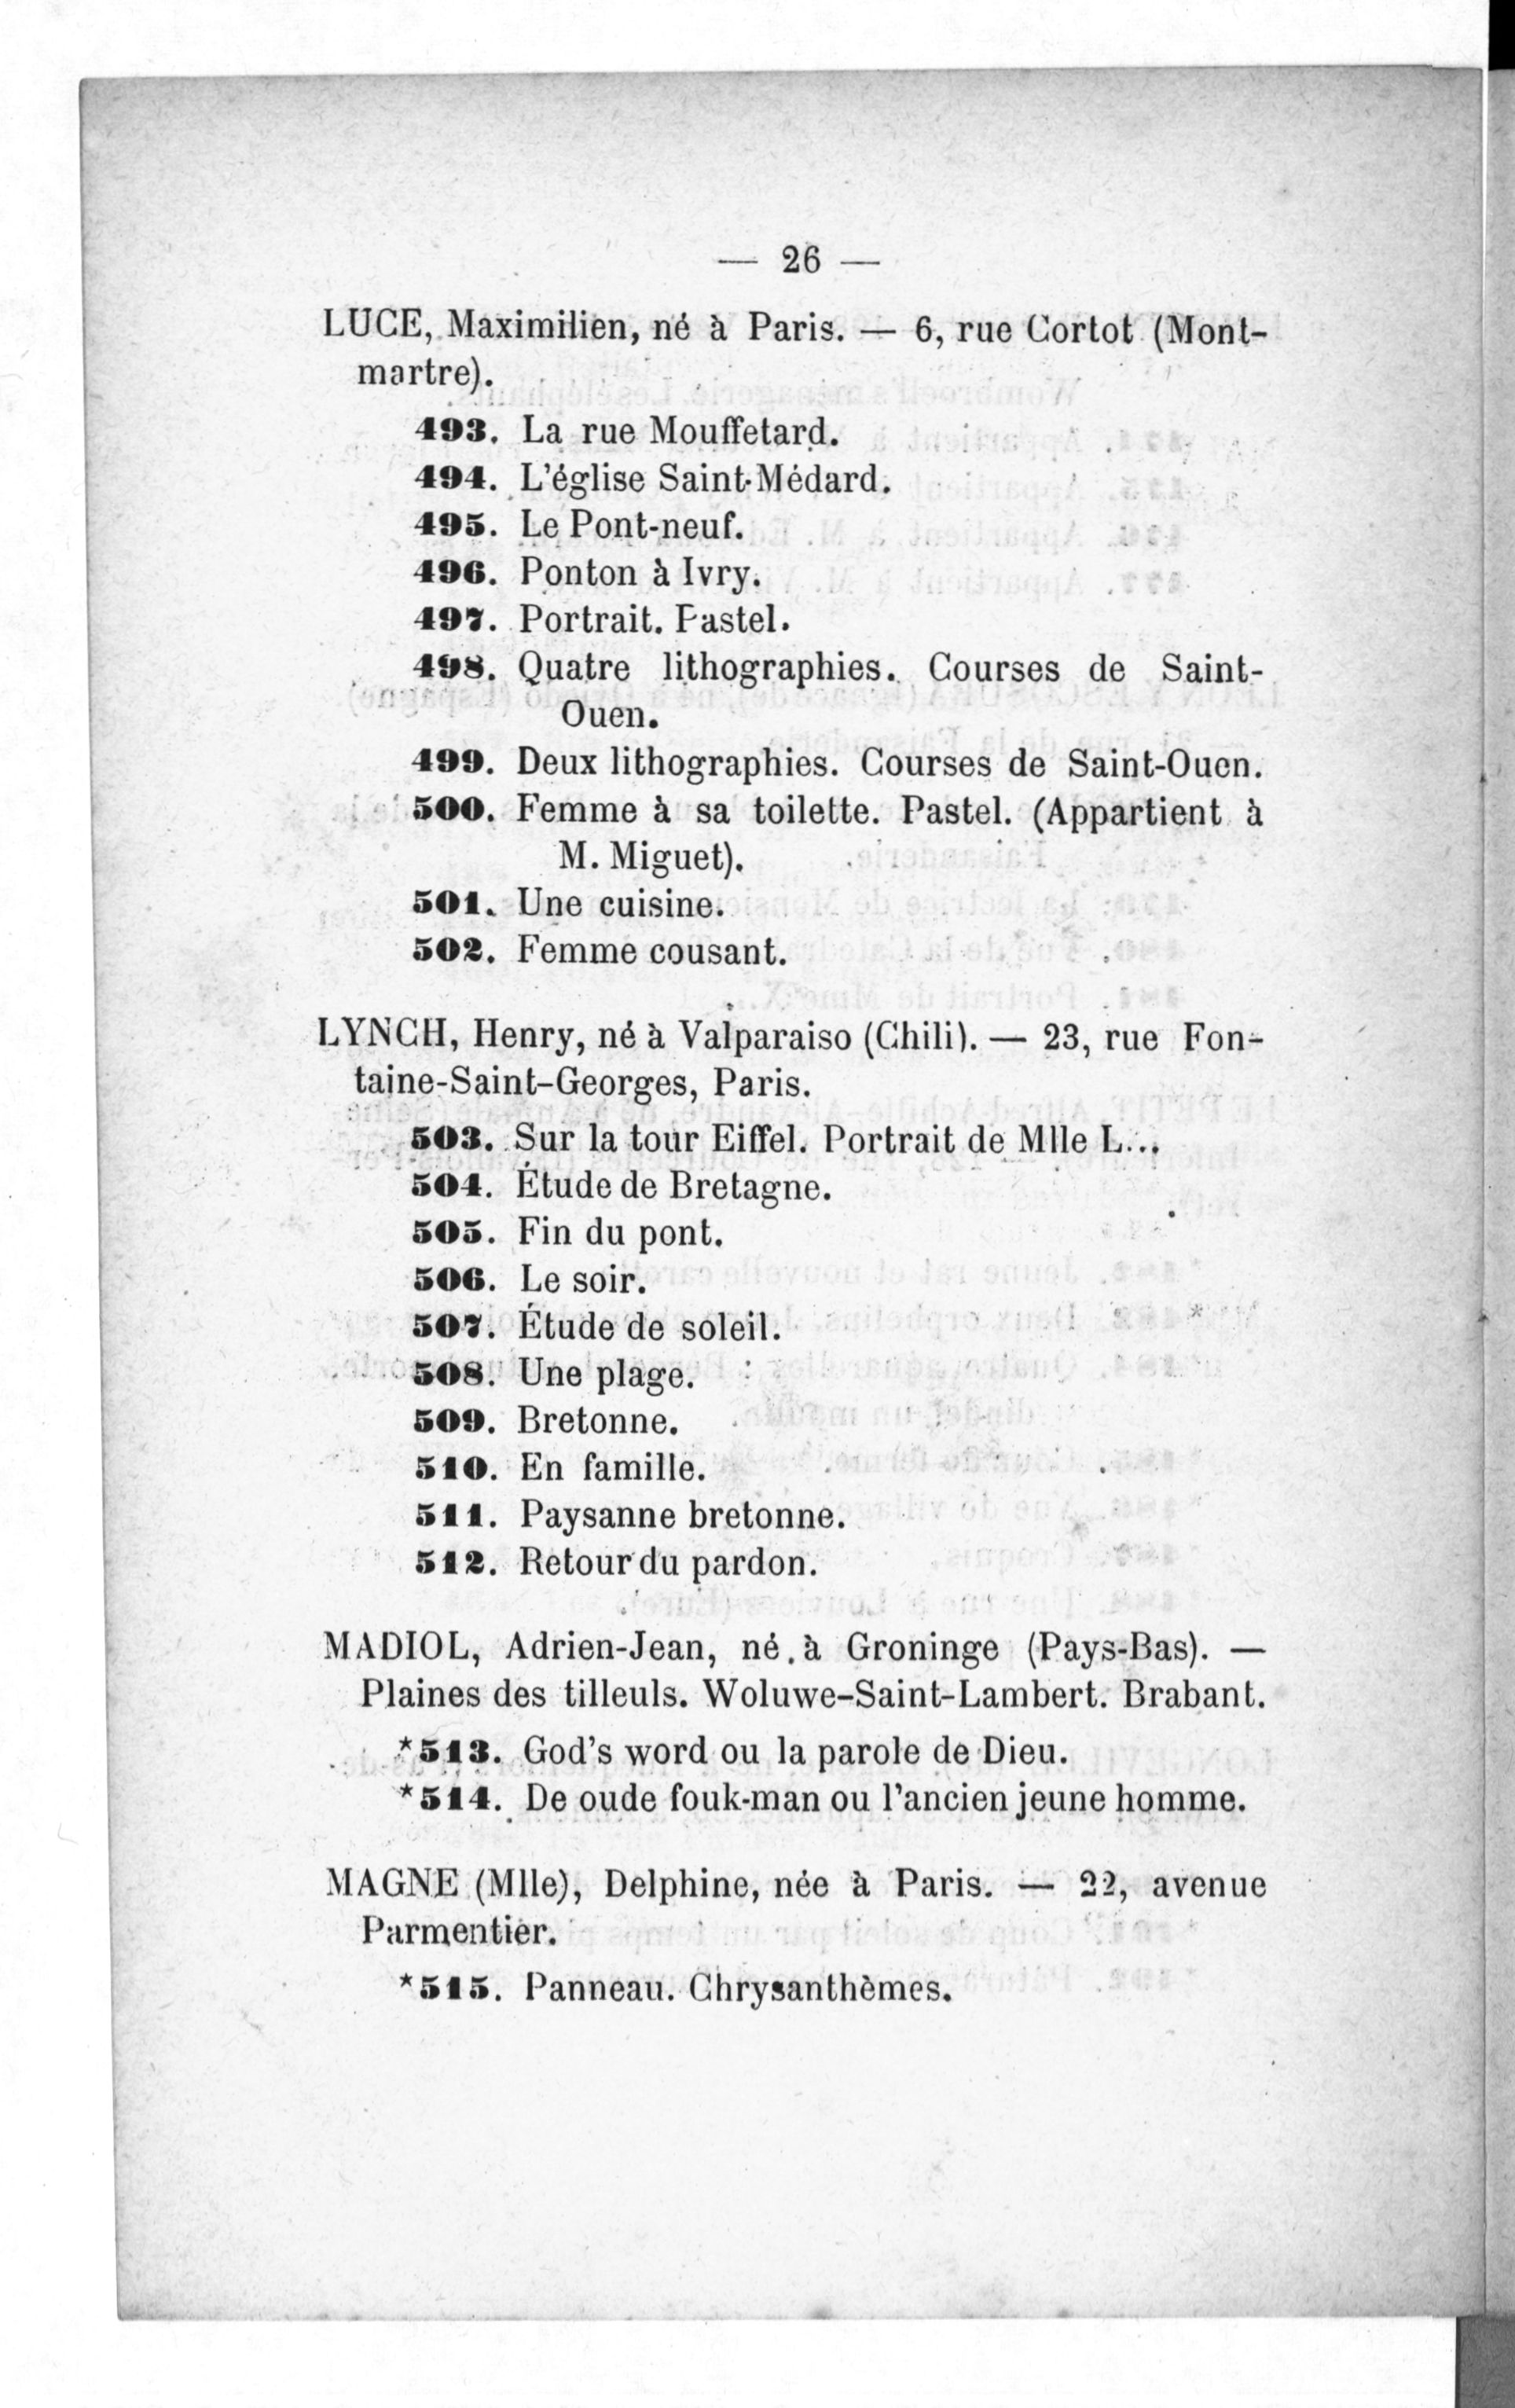 — 26 —
LUCE, Maximilien, né à Paris. — 6, rue Cortot (Mont-
martre).
493. La rue Mouffetard.
494. L'église Saint-Médard.
495. Le Pont-neuf.
496. Ponton à Ivry.
497. Portrait. Pastel.
498. Quatre lithographies. Courses de Saint-
Ouen.
499. Deux lithographies. Courses de Saint-Ouen.
500. Femme à sa toilette. Pastel. (Appartient à
M. Miguet).
501. Une cuisine.
502. Femme cousant.
LYNCH, Henry, né à Valparaiso (Chili). — 23, rue Fon-
taine-Saint-Georges, Paris.
503. Sur la tour Eiffel. Portrait de Mlle L...
504. Étude de Bretagne.
505. Fin du pont.
506. Le soir.
507. Étude de soleil.
508. Une plage.
509. Bretonne.
510. En famille.
511. Paysanne bretonne.
512. Retour du pardon.
MADIOL, Adrien-Jean, né à Groninge (Pays-Bas). —
Plaines des tilleuls. Woluwe-Saint-Lambert. Brabant.
*513. God's word ou la parole de Dieu.
*514. De oude fouk-man ou l'ancien jeune homme.
MAGNE (Mlle), Delphine, née à Paris. — 22, avenue
Parmentier.
*515. Panneau. Chrysanthèmes.